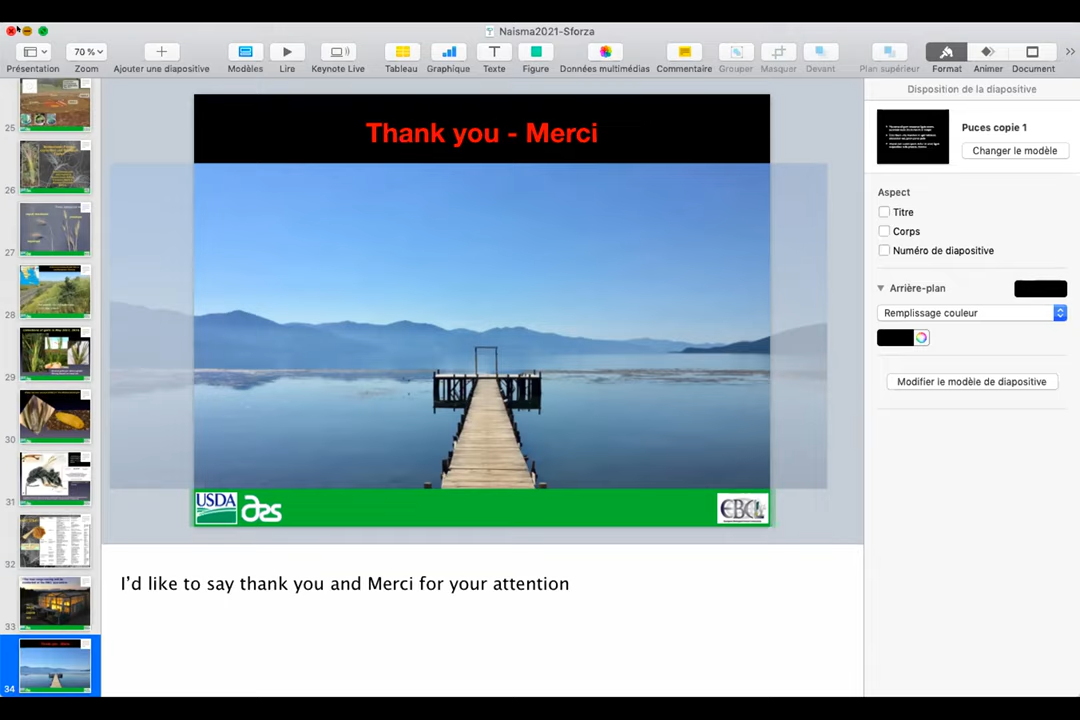 Naisma2021-Sforza
70 %
Présentation
Zoom
Ajouter une diapositive
Modèles
Lire
Keynote Live
Tableau
Graphique
Texte
Figure
Données multimédias
Commentaire
Grouper
Masquer
Devant
Plan supérieur
Format
Animer
Document
Disposition de la diapositive
Puces copie 1
Changer le modèle
Aspect
Titre
Corps
Numéro de diapositive
Arrière-plan
Remplissage couleur
Modifier le modèle de diapositive
25
26
27
28
29
30
31
32
33
34
Thank you - Merci
USDA
ars
EBCL
I’d like to say thank you and Merci for your attention